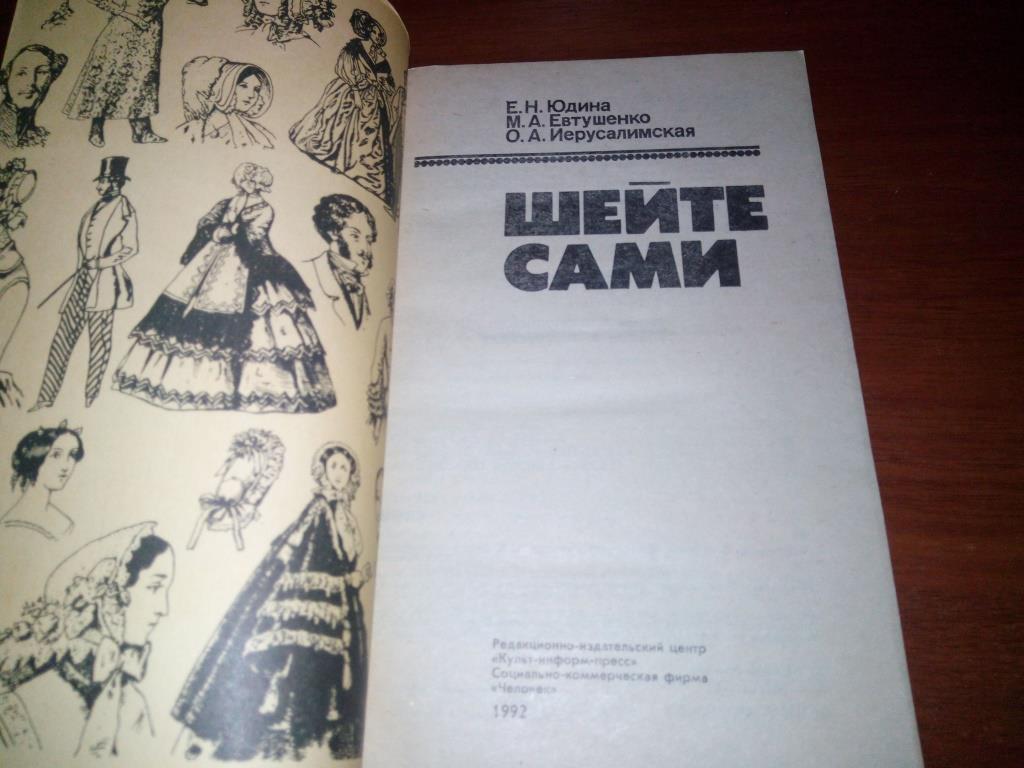 Е. Н. Юдина
М. А. Евтушенко
О. А. Иерусалимская
ШЕЙТЕ
САМИ
Редакционно-издательский центр
«Культ-информ-пресс»
Социально-коммерческая фирма
«Человек»
1992